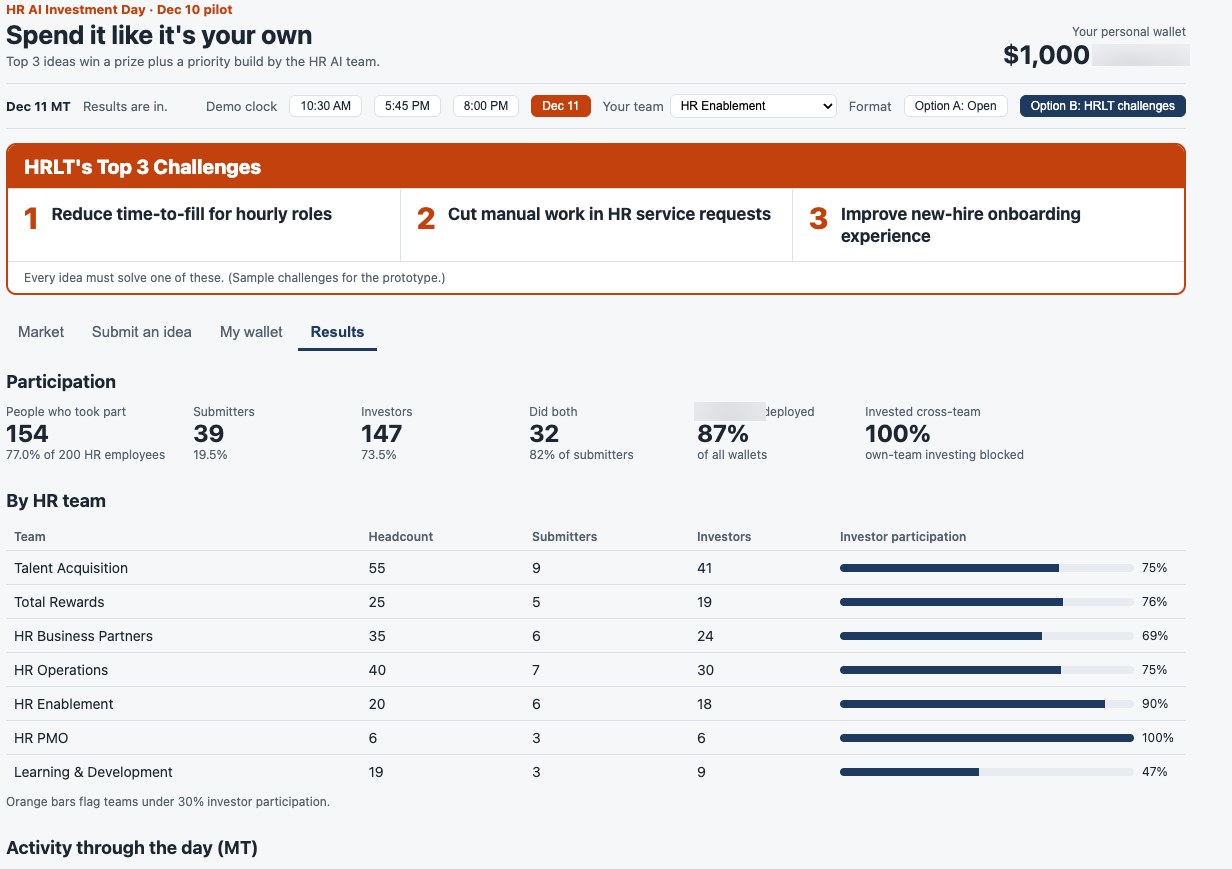 HR AI Investment Day · Dec 10 pilot
Spend it like it's your own
Top 3 ideas win a prize plus a priority build by the HR AI team.
Your personal wallet
$1,000
Dec 11 MT Results are in. Demo clock 10:30 AM 5:45 PM 8:00 PM Dec 11 Your team HR Enablement Format Option A: Open Option B: HRLT challenges
HRLT's Top 3 Challenges
1 Reduce time-to-fill for hourly roles
2 Cut manual work in HR service requests
3 Improve new-hire onboarding
experience
Every idea must solve one of these. (Sample challenges for the prototype.)
Market Submit an idea My wallet Results
Participation
People who took part Submitters Investors Did both deployed Invested cross-team
154 39 147 32 87% 100%
77.0% of 200 HR employees 19.5% 73.5% 82% of submitters of all wallets own-team investing blocked
By HR team
Team Headcount Submitters Investors Investor participation
Talent Acquisition 55 9 41 75%
Total Rewards 25 5 19 76%
HR Business Partners 35 6 24 69%
HR Operations 40 7 30 75%
HR Enablement 20 6 18 90%
HR PMO 6 3 6 100%
Learning & Development 19 3 9 47%
Orange bars flag teams under 30% investor participation.
Activity through the day (MT)